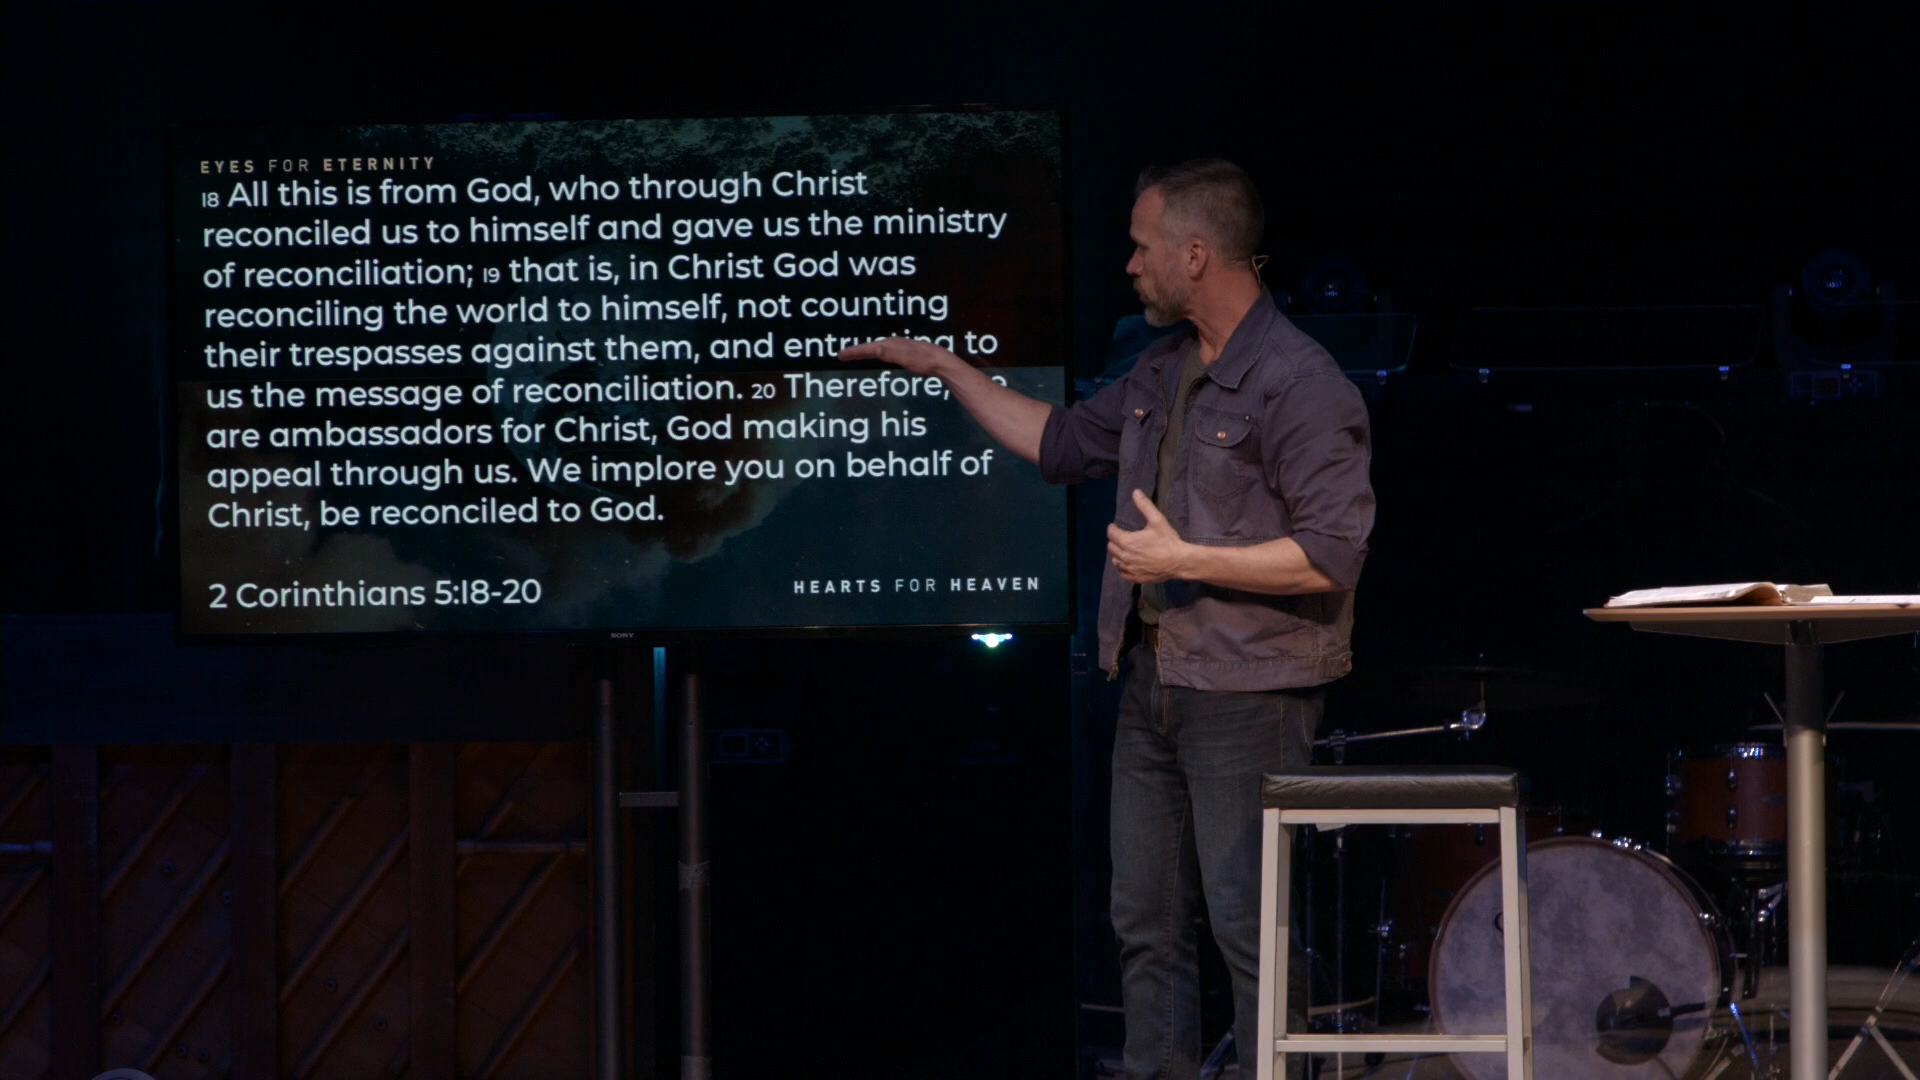 EYES FOR ETERNITY
18 All this is from God, who through Christ
reconciled us to himself and gave us the ministry
of reconciliation; 19 that is, in Christ God was
reconciling the world to himself, not counting
their trespasses against them, and entrusting to
us the message of reconciliation. 20 Therefore,
are ambassadors for Christ, God making his
appeal through us. We implore you on behalf of
Christ, be reconciled to God.
2 Corinthians 5:18-20
HEARTS FOR HEAVEN
SONY